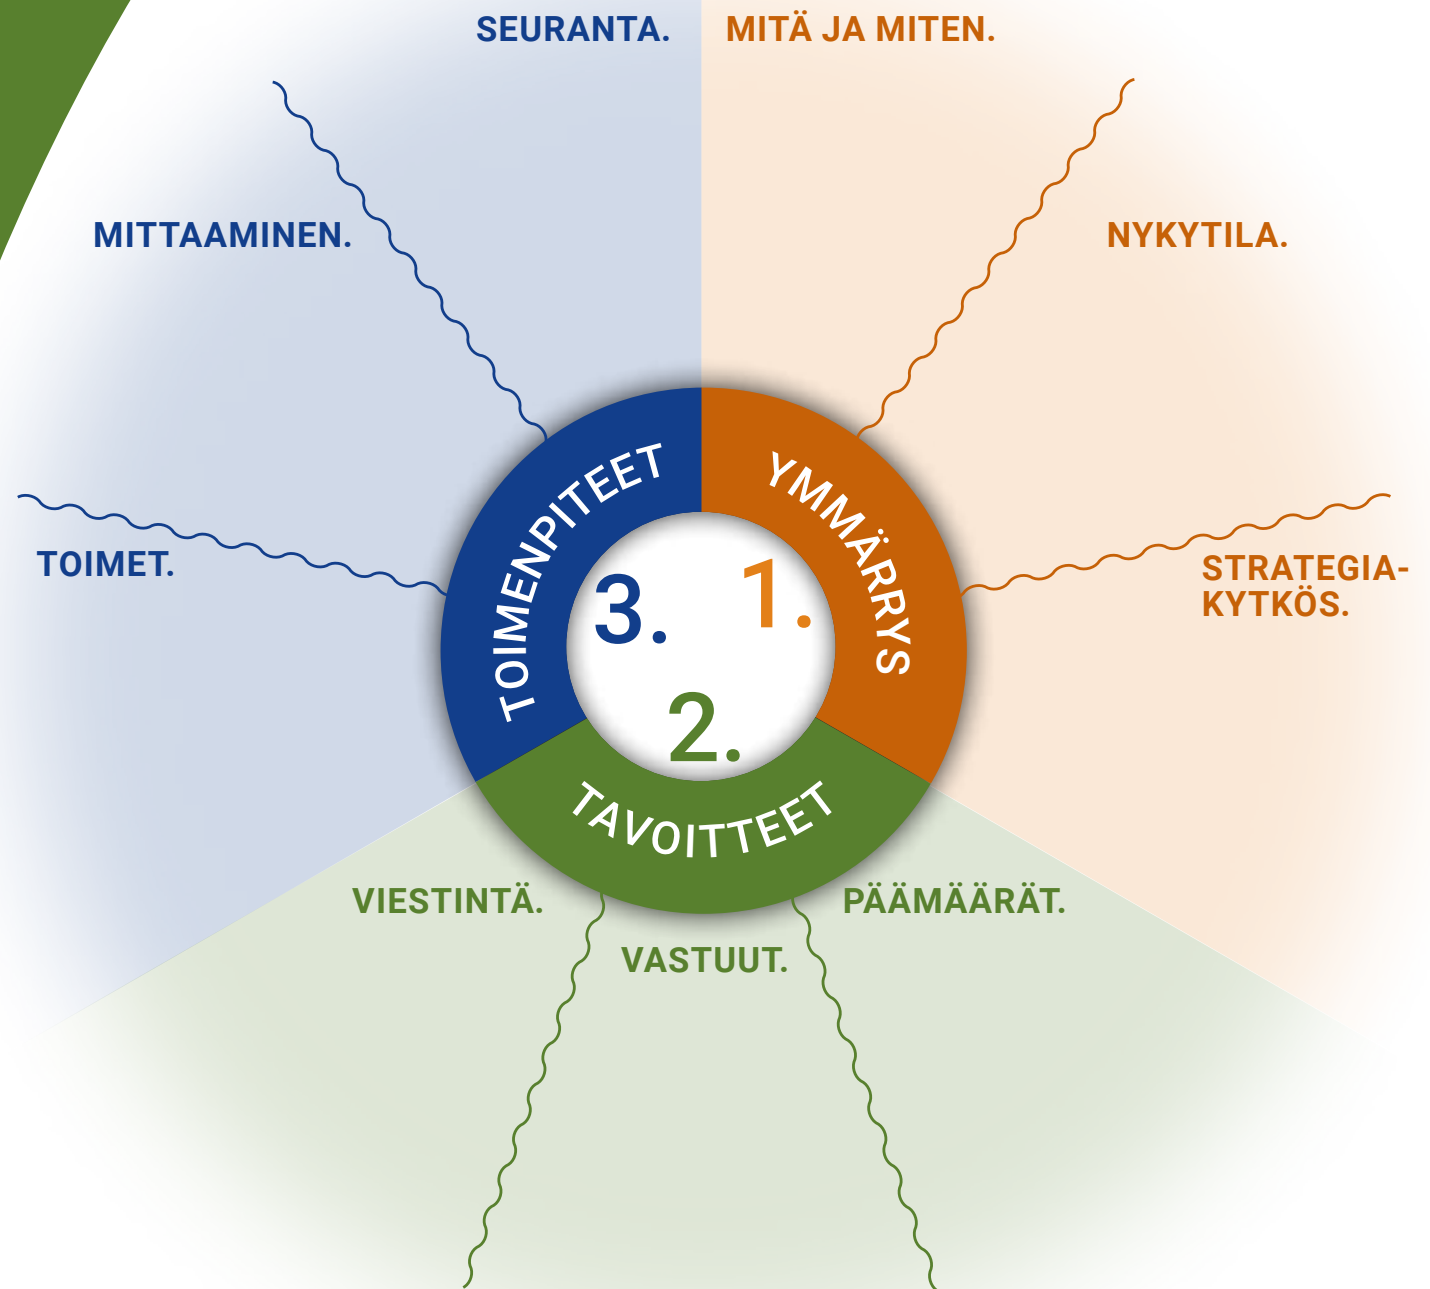 SEURANTA.
MITÄ JA MITEN.
MITTAAMINEN.
NYKYTILA.
TOIMET.
STRATEGIA-
KYTKÖS.
TOIMENPITEET
YMMÄRRYS
3.
1.
2.
TAVOITTEET
VIESTINTÄ.
PÄÄMÄÄRÄT.
VASTUUT.